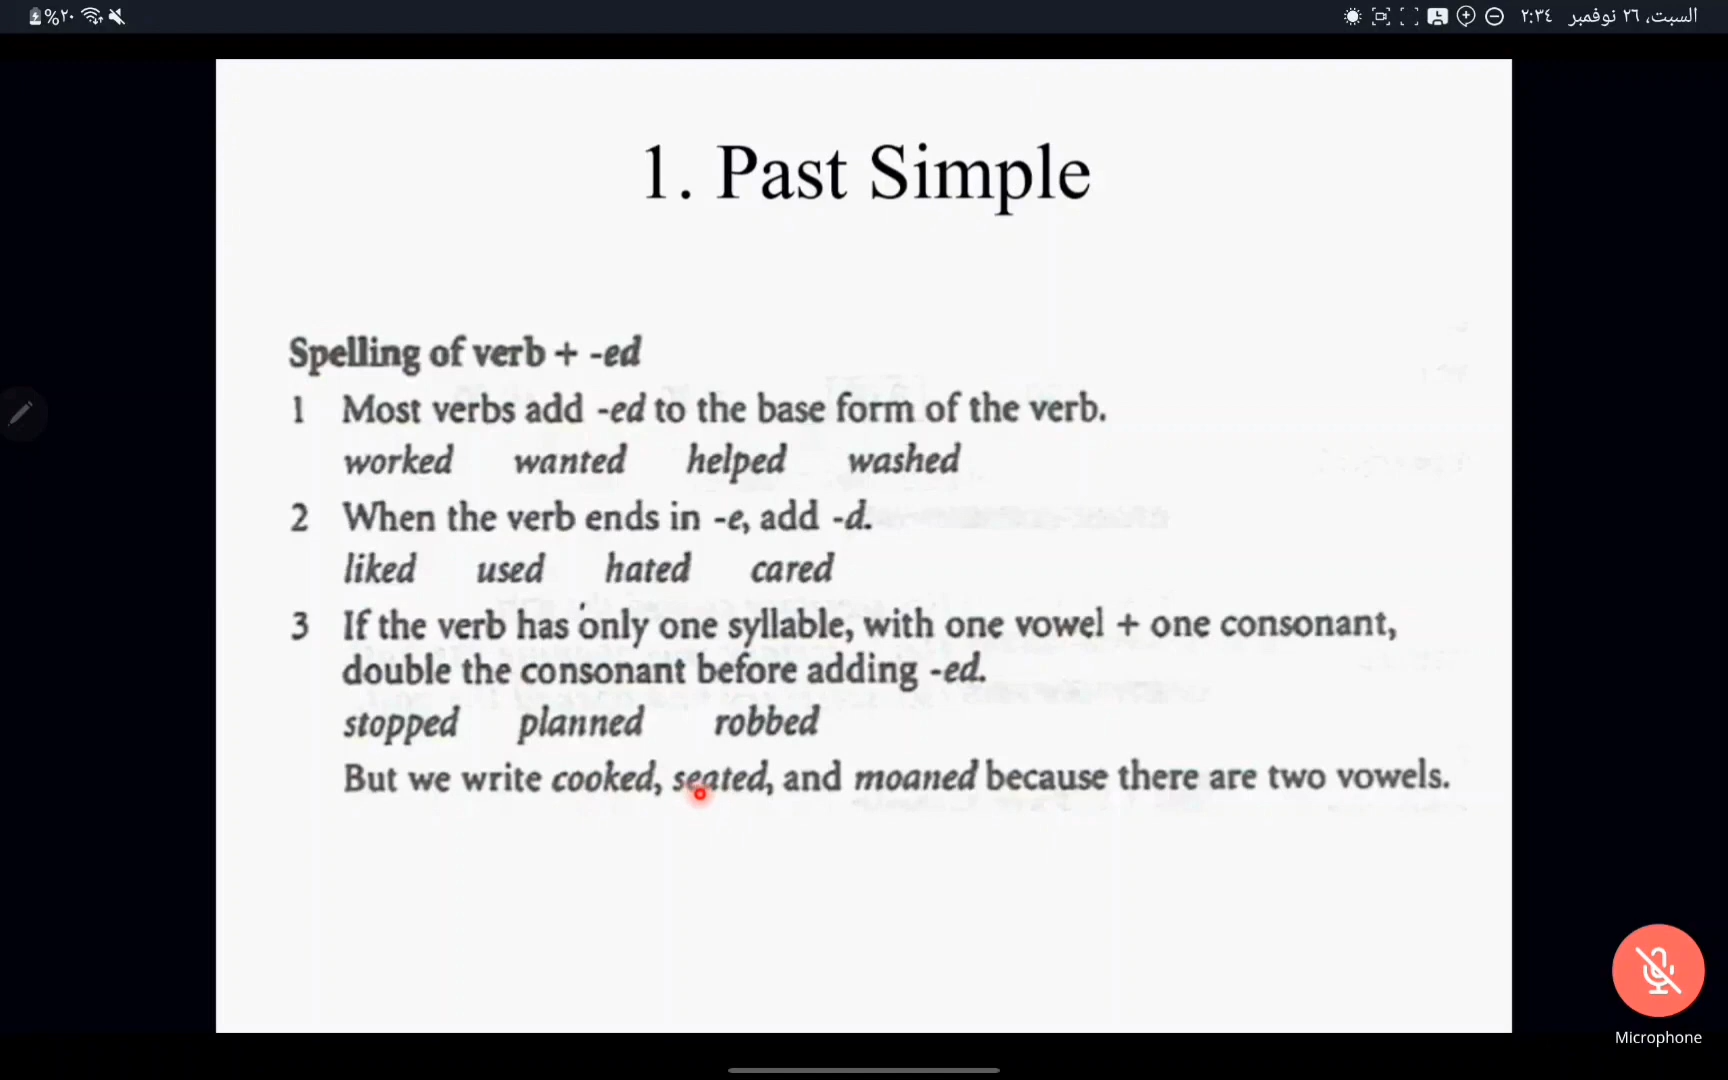 %٢٠
السبت، ٢٦ نوفمبر ٢:٣٤
1. Past Simple
Spelling of verb + -ed
1 Most verbs add -ed to the base form of the verb.
worked wanted helped washed
2 When the verb ends in -e, add -d.
liked used hated cared
3 If the verb has only one syllable, with one vowel + one consonant,
double the consonant before adding -ed.
stopped planned robbed
But we write cooked, seated, and moaned because there are two vowels.
Microphone